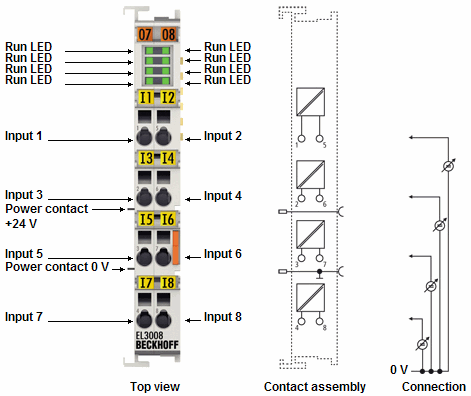 07 08
Run LED Run LED
Run LED Run LED
Run LED Run LED
Run LED Run LED
I1 I2
Input 1 Input 2
1 5
I3 I4
Input 3 Input 4
2 6
Power contact
+24 V
I5 I6
Input 5 Input 6
3 7
Power contact 0 V
I7 I8
Input 7 Input 8
4 8
EL3008
BECKHOFF
0 V
Top view Contact assembly Connection